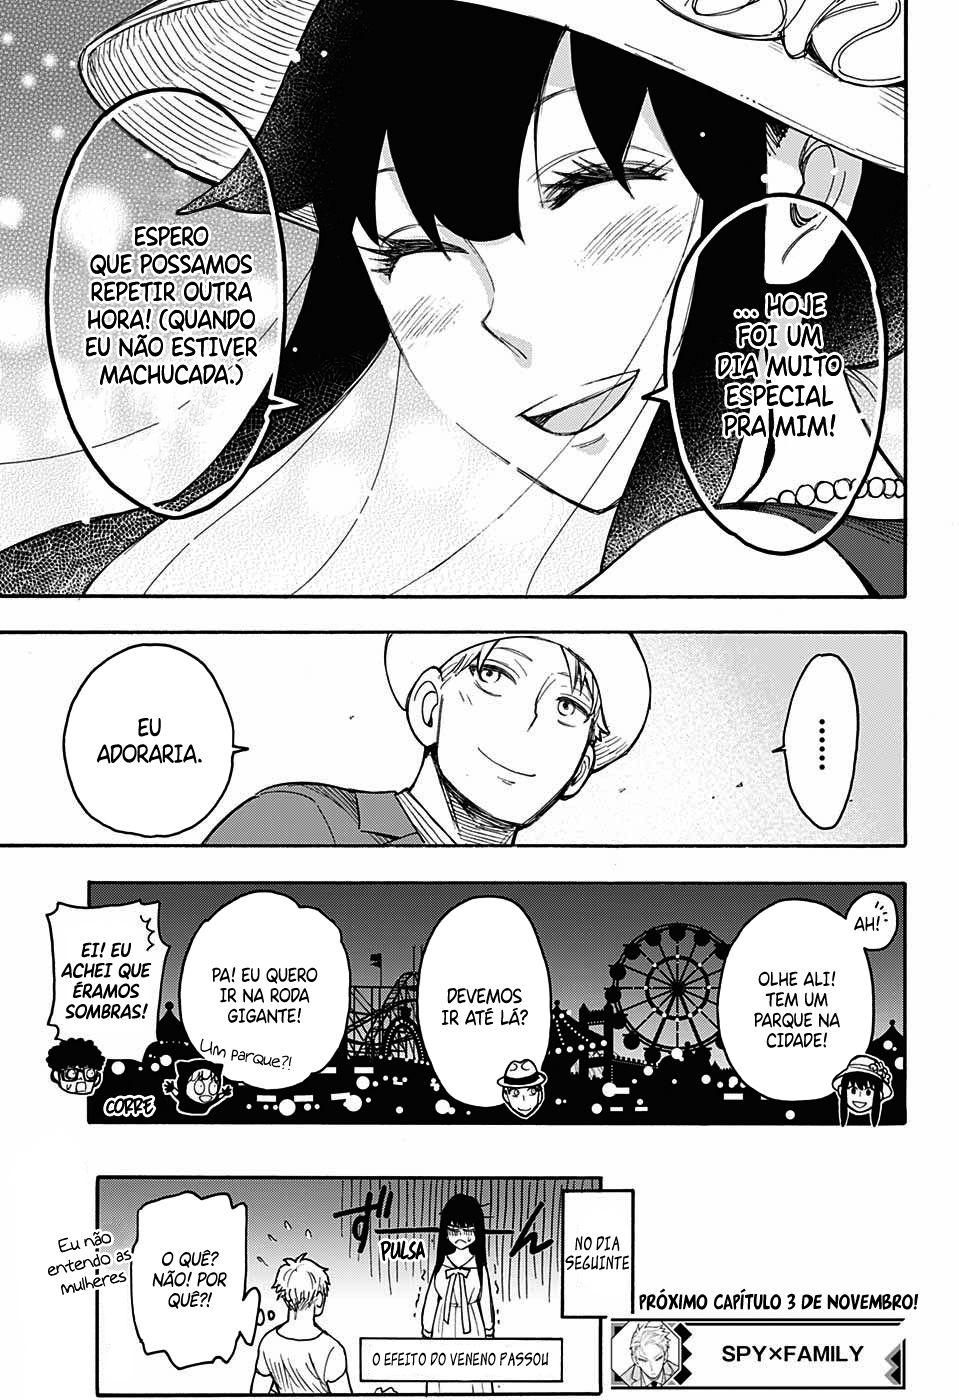 ... HOJE
FOI UM
DIA MUITO
ESPECIAL
PRA MIM!
ESPERO
QUE POSSAMOS
REPETIR OUTRA
HORA! (QUANDO
EU NÃO ESTIVER
MACHUCADA.)
......
EU
ADORARIA.
AH!
OLHE ALI!
TEM UM
PARQUE NA
CIDADE!
DEVEMOS
IR ATÉ LÁ?
PA! EU QUERO
IR NA RODA
GIGANTE!
Um parque?!
EI! EU
ACHEI QUE
ÉRAMOS
SOMBRAS!
CORRE
NO DIA
SEGUINTE
PULSA
O EFEITO DO VENENO PASSOU
O QUÊ?
NÃO! POR
QUÊ?!
Eu não
entendo as
mulheres
PRÓXIMO CAPÍTULO 3 DE NOVEMBRO!
SPY×FAMILY